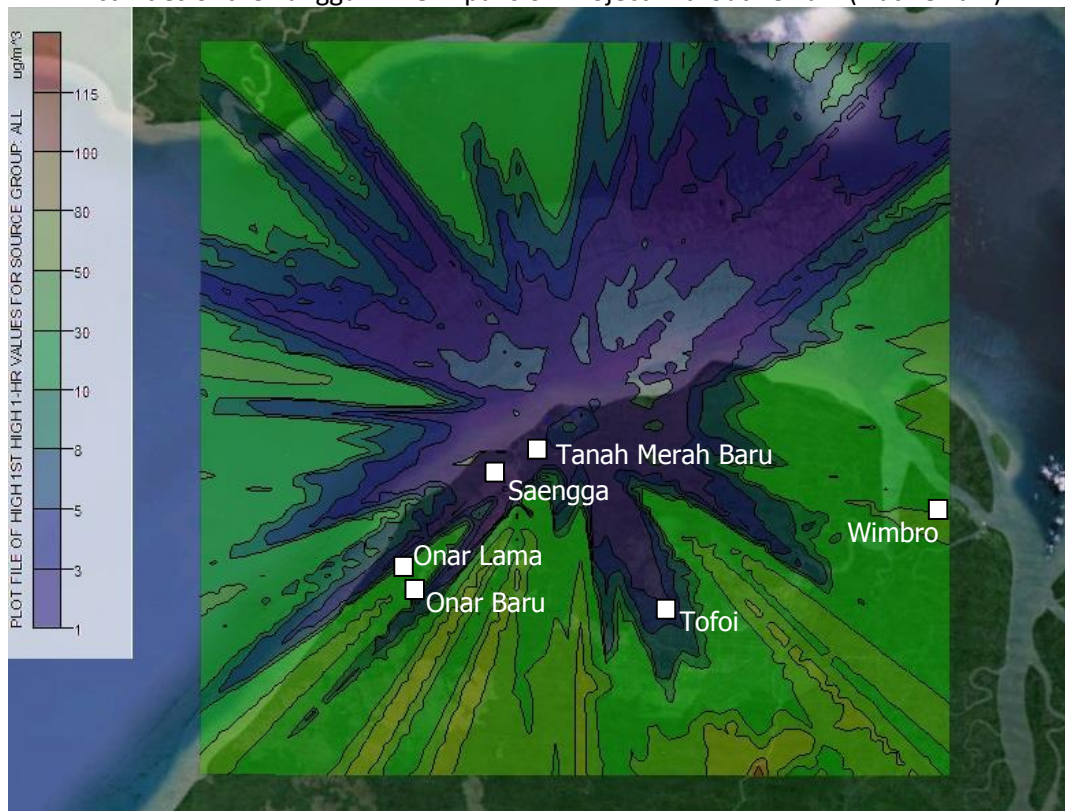 PLOT FILE OF HIGH 1ST HIGH 1-HR VALUES FOR SOURCE GROUP: ALL
ug/m^3
115
100
80
50
30
10
8
5
3
1
Tanah Merah Baru
Saengga
Wimbro
Onar Lama
Onar Baru
Tofoi